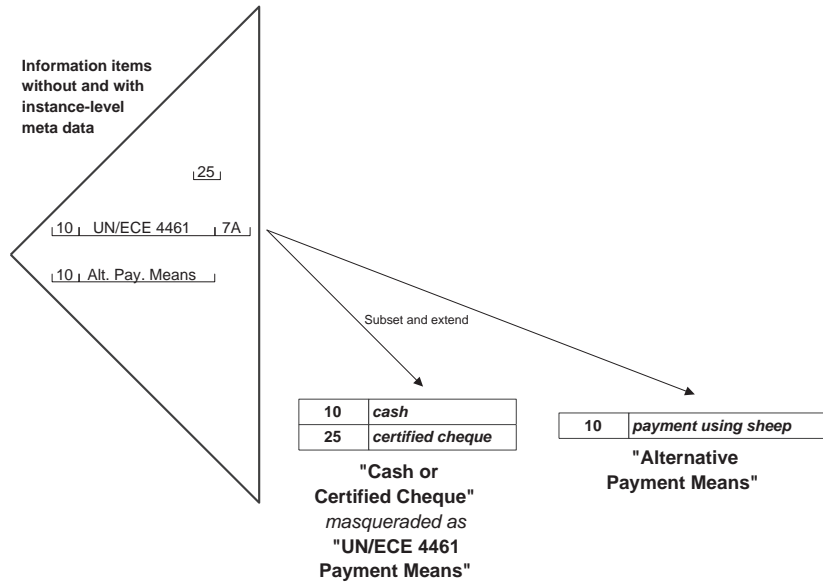 Information items
without and with
instance-level
meta data
25
10 UN/ECE 4461 7A
10 Alt. Pay. Means
Subset and extend
10 cash
25 certified cheque
"Cash or
Certified Cheque"
masqueraded as
"UN/ECE 4461
Payment Means"
10 payment using sheep
"Alternative
Payment Means"